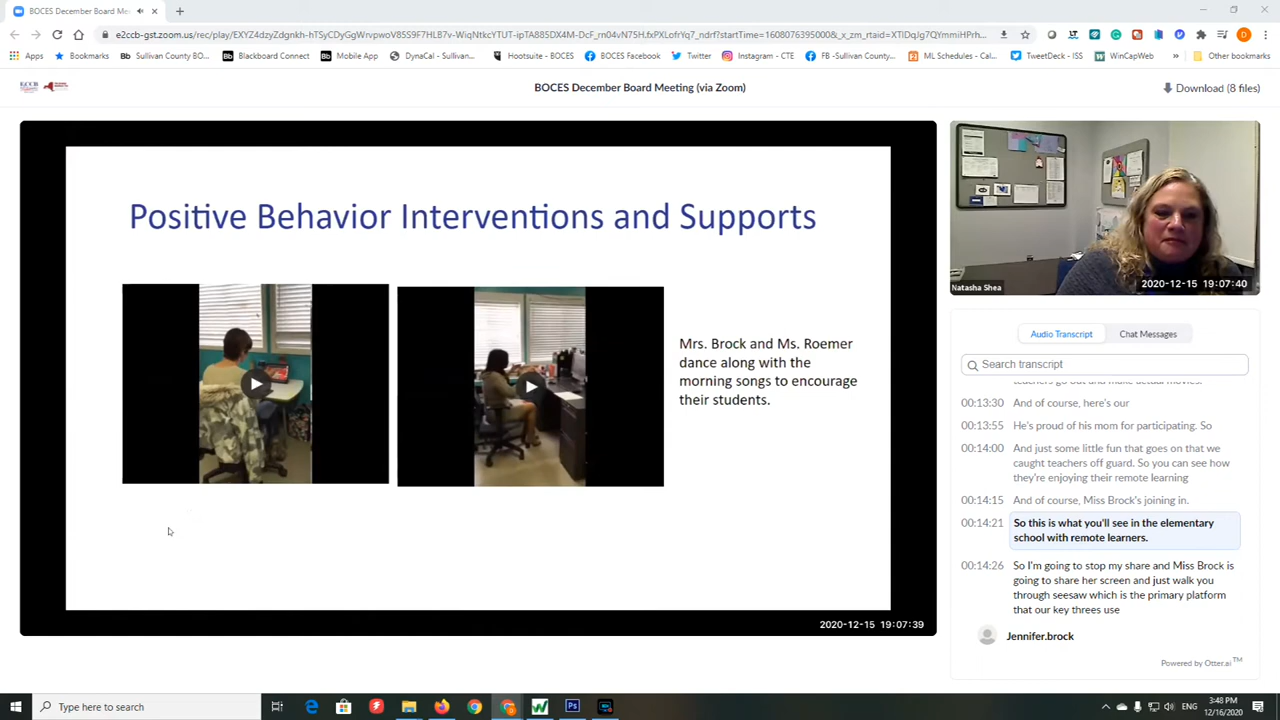 BOCES December Board Me
e2ccb-gst.zoom.us/rec/play/EXYZ4dzyZdgnkh-hTSyCDyGgWrvpwoV85S9F7HLB7v-WiqNtkcYTUT-ipTA885DX4M-DcF_rn04vN75H.fxPXLofrYq7_ndrf?startTime=1608076395000&_x_zm_rtaid=XTlDqJg7QYmmiHPrh...
Apps Bookmarks Sullivan County BO... Blackboard Connect Mobile App DynaCal - Sullivan... Hootsuite - BOCES BOCES Facebook Twitter Instagram - CTE FB -Sullivan County... ML Schedules - Cal... TweetDeck - ISS WinCapWeb Other bookmarks
BOCES December Board Meeting (via Zoom)
Download (8 files)
Positive Behavior Interventions and Supports
Mrs. Brock and Ms. Roemer
dance along with the
morning songs to encourage
their students.
2020-12-15 19:07:39
Natasha Shea
2020-12-15 19:07:40
Audio Transcript
Chat Messages
Search transcript
teachers go out and make actual movies.
00:13:30 And of course, here's our
00:13:55 He's proud of his mom for participating. So
00:14:00 And just some little fun that goes on that we
caught teachers off guard. So you can see how
they're enjoying their remote learning
00:14:15 And of course, Miss Brock's joining in.
00:14:21 So this is what you'll see in the elementary
school with remote learners.
00:14:26 So I'm going to stop my share and Miss Brock is
going to share her screen and just walk you
through seesaw which is the primary platform
that our key threes use
Jennifer.brock
Powered by Otter.ai™
Type here to search
ENG
3:48 PM
12/16/2020